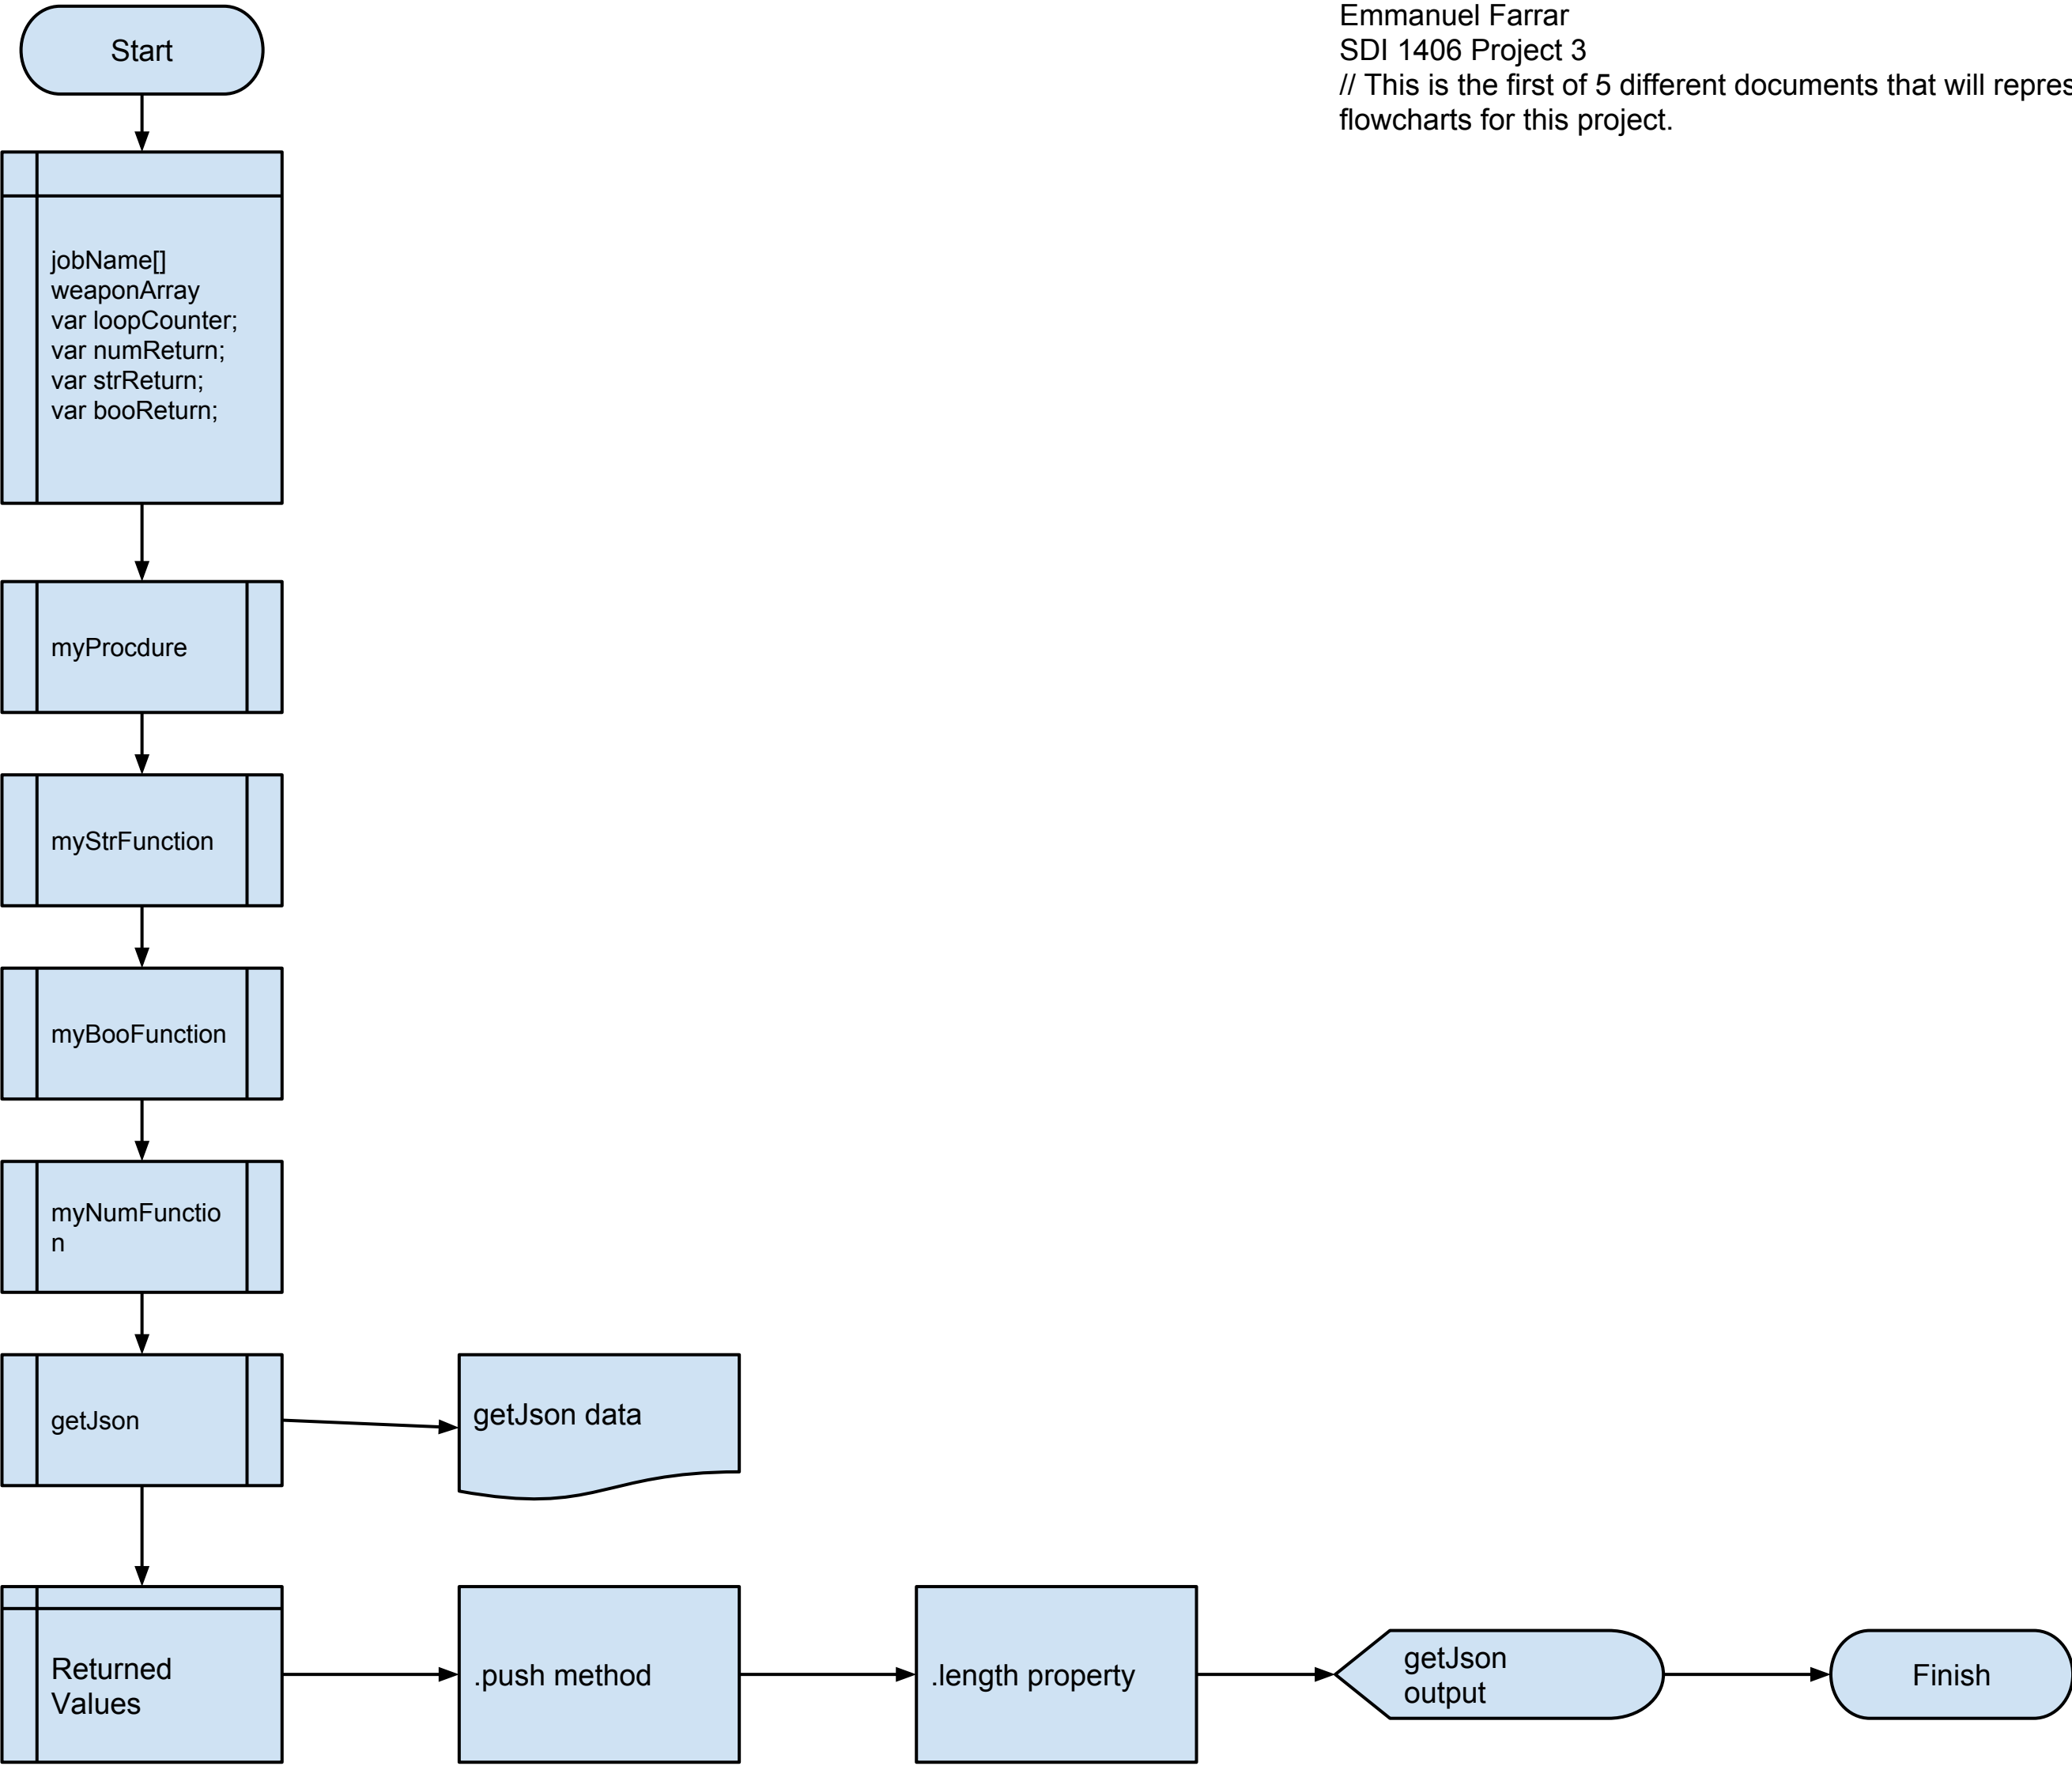 Start
Emmanuel Farrar
SDI 1406 Project 3
// This is the first of 5 different documents that will
flowcharts for this project.
jobName[]
weaponArray
var loopCounter;
var numReturn;
var strReturn;
var booReturn;
myProcdure
myStrFunction
myBooFunction
myNumFunctio
n
getJson
getJson data
Returned
Values
.push method
.length property
getJson
output
Finish